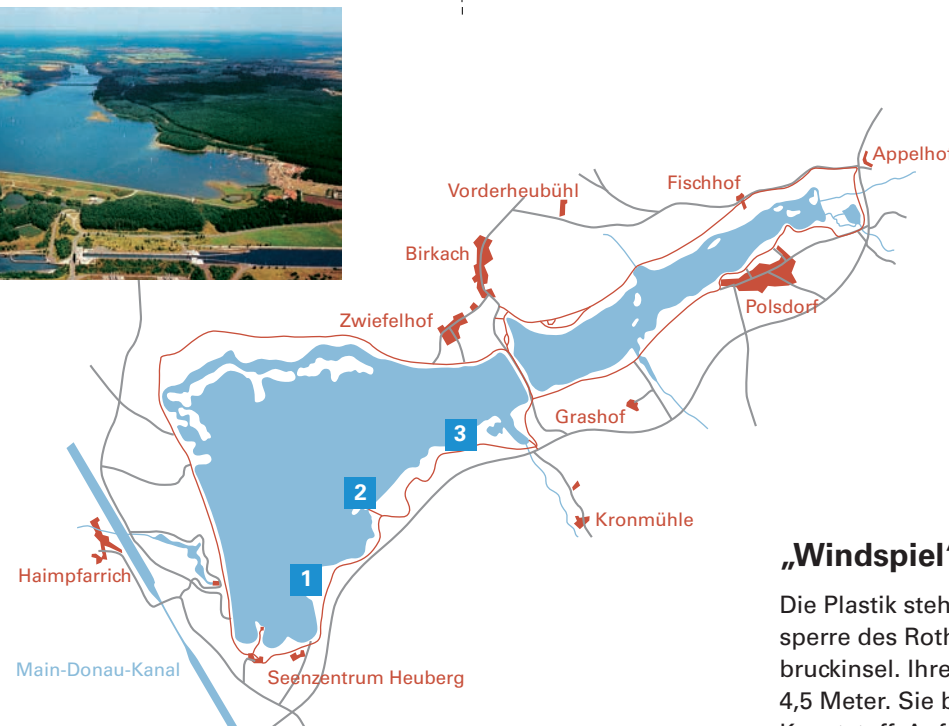 Appelhof
Fischhof
Vorderheubühl
Birkach
Polsdorf
Zwiefelhof
Grashof
3
2
Kronmühle
1
Haimpfarrich
Main-Donau-Kanal
Seenzentrum Heuberg
„Windspiel“
Die Plastik steh
sperre des Roth
bruckinsel. Ihre
4,5 Meter. Sie b